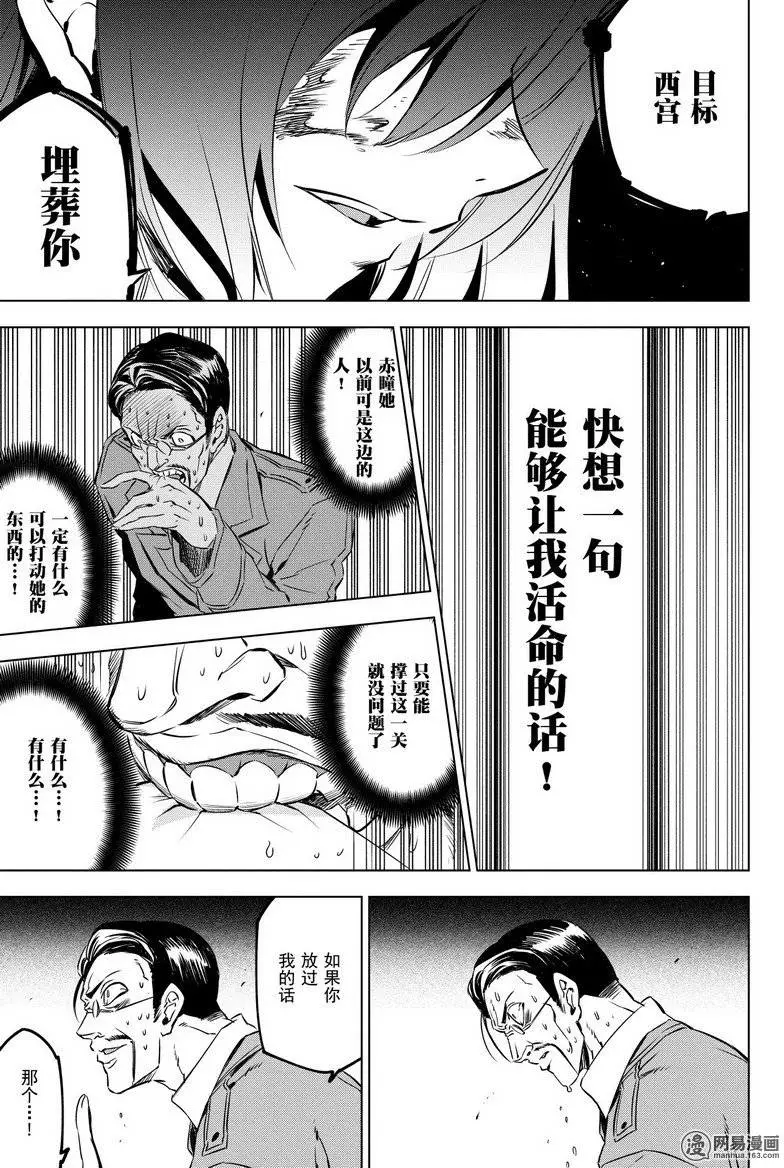 目标
西宫
埋葬你
快想一句
能够让我活命的话！
赤瞳她
以前可是这边的
人！
一定有什么
可以打动她的
东西的…！
只要能
撑过这一关
就没问题了
有什么…！
有什么…！
如果你
放过
我的话
那个…！
漫 网易漫画
manhua.163.com